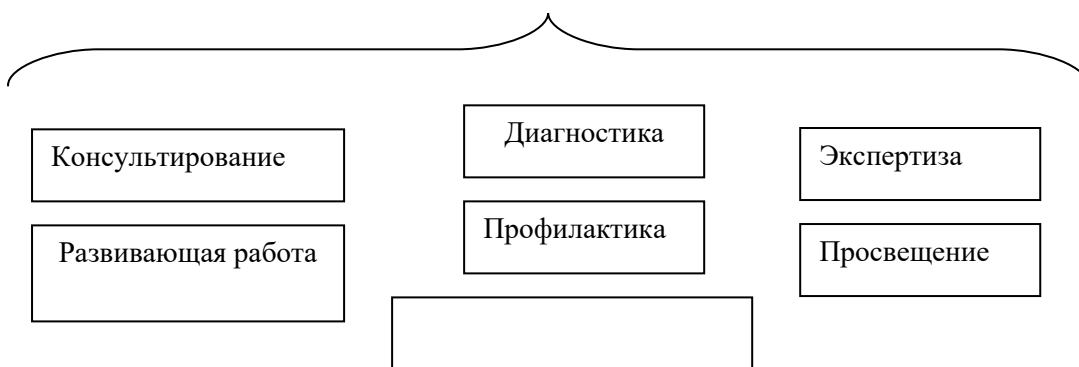 Консультирование
Диагностика
Экспертиза
Развивающая работа
Профилактика
Просвещение